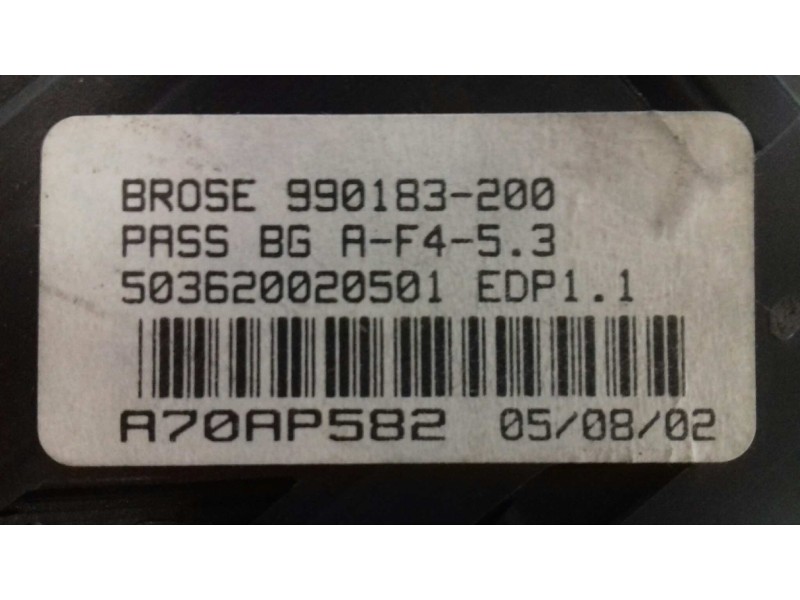 BROSE 990183-200
PASS BG A-F4-5.3
503620020501 EDP1.1
A70AP582 05/08/02